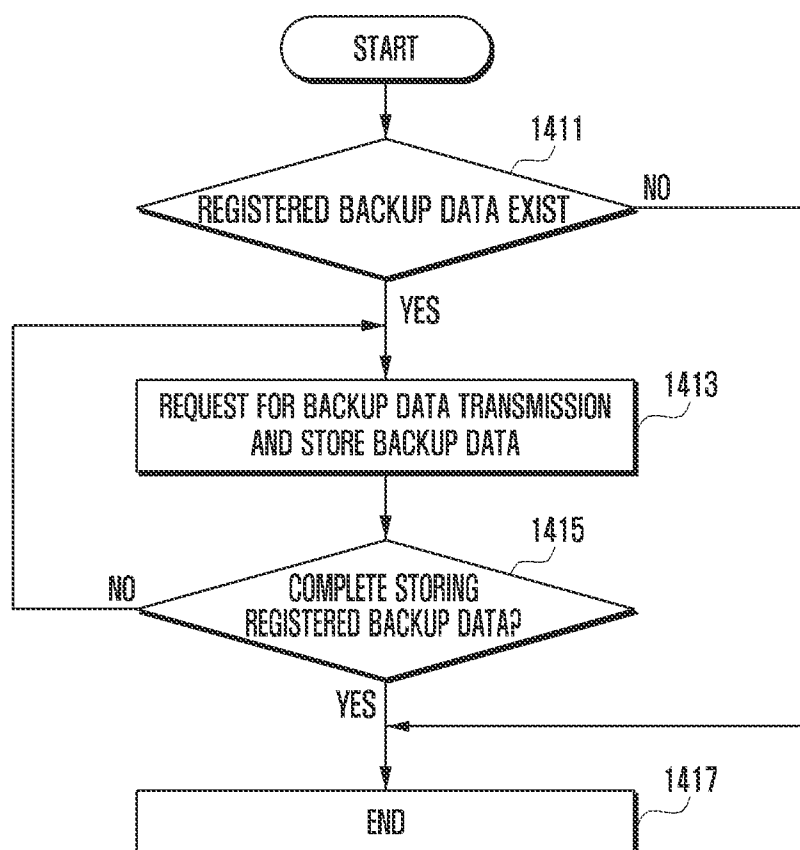 START
1411
REGISTERED BACKUP DATA EXIST
NO
YES
1413
REQUEST FOR BACKUP DATA TRANSMISSION
AND STORE BACKUP DATA
1415
NO
COMPLETE STORING
REGISTERED BACKUP DATA?
YES
1417
END